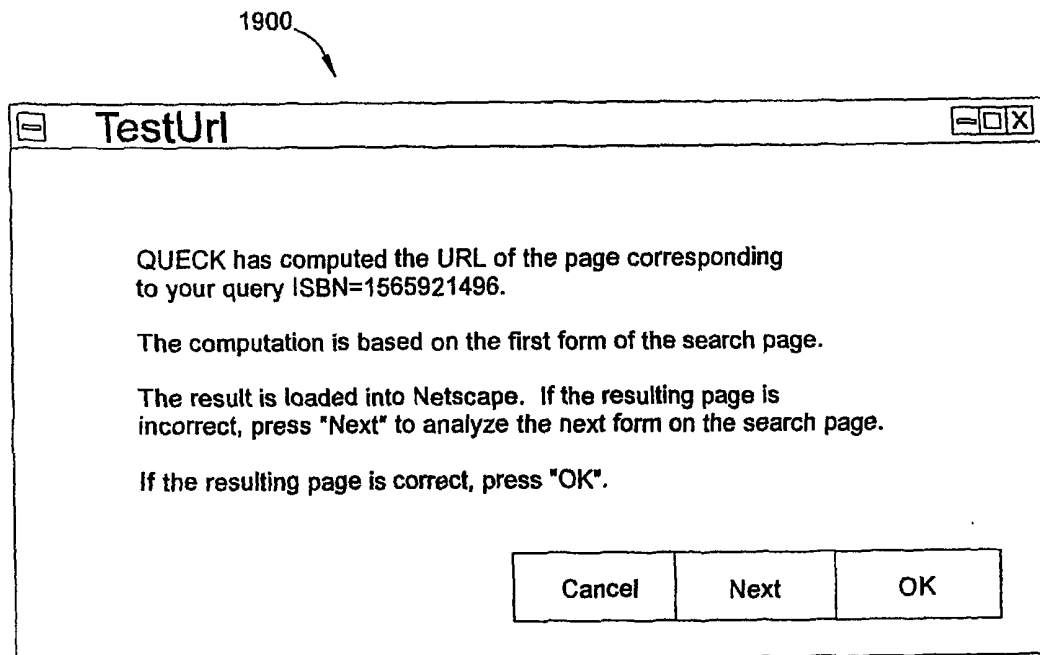 1900
TestUrl
QUECK has computed the URL of the page corresponding
to your query ISBN=1565921496.
The computation is based on the first form of the search page.
The result is loaded into Netscape. If the resulting page is
incorrect, press "Next" to analyze the next form on the search page.
If the resulting page is correct, press "OK".
Cancel Next OK